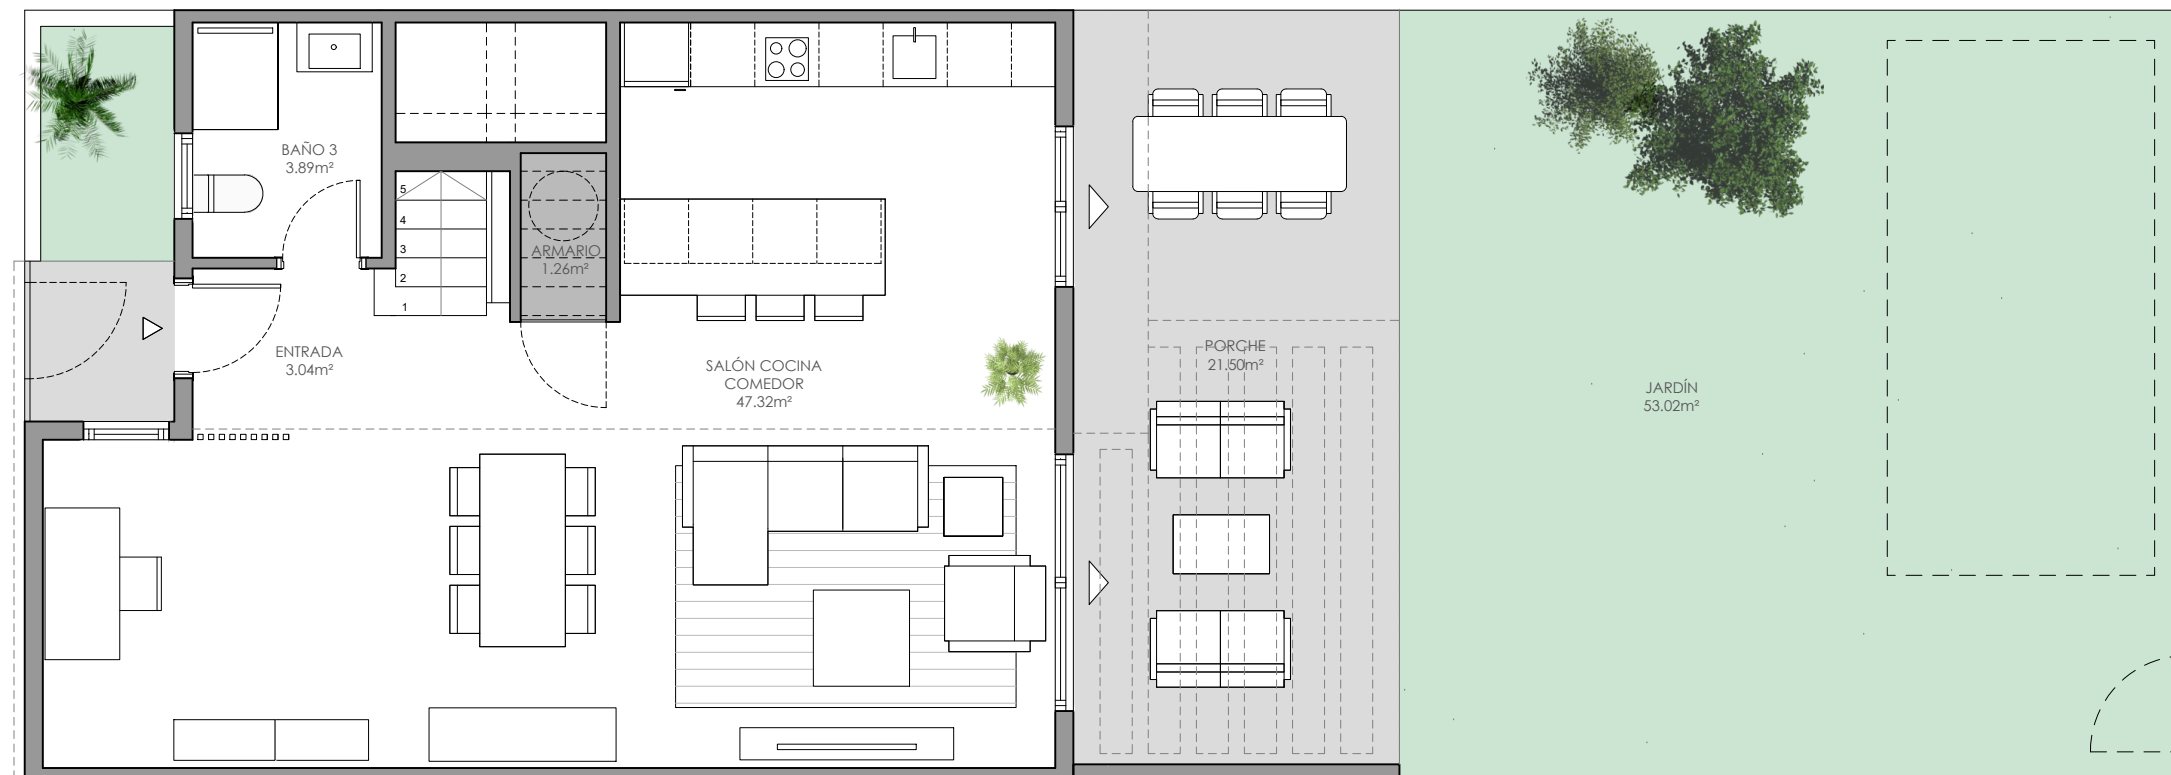 BAÑO 3
3.89m²
5
4
3
2
1
ARMARIO
1.26m²
ENTRADA
3.04m²
SALÓN COCINA
COMEDOR
47.32m²
PORCHE
21.50m²
JARDÍN
53.02m²